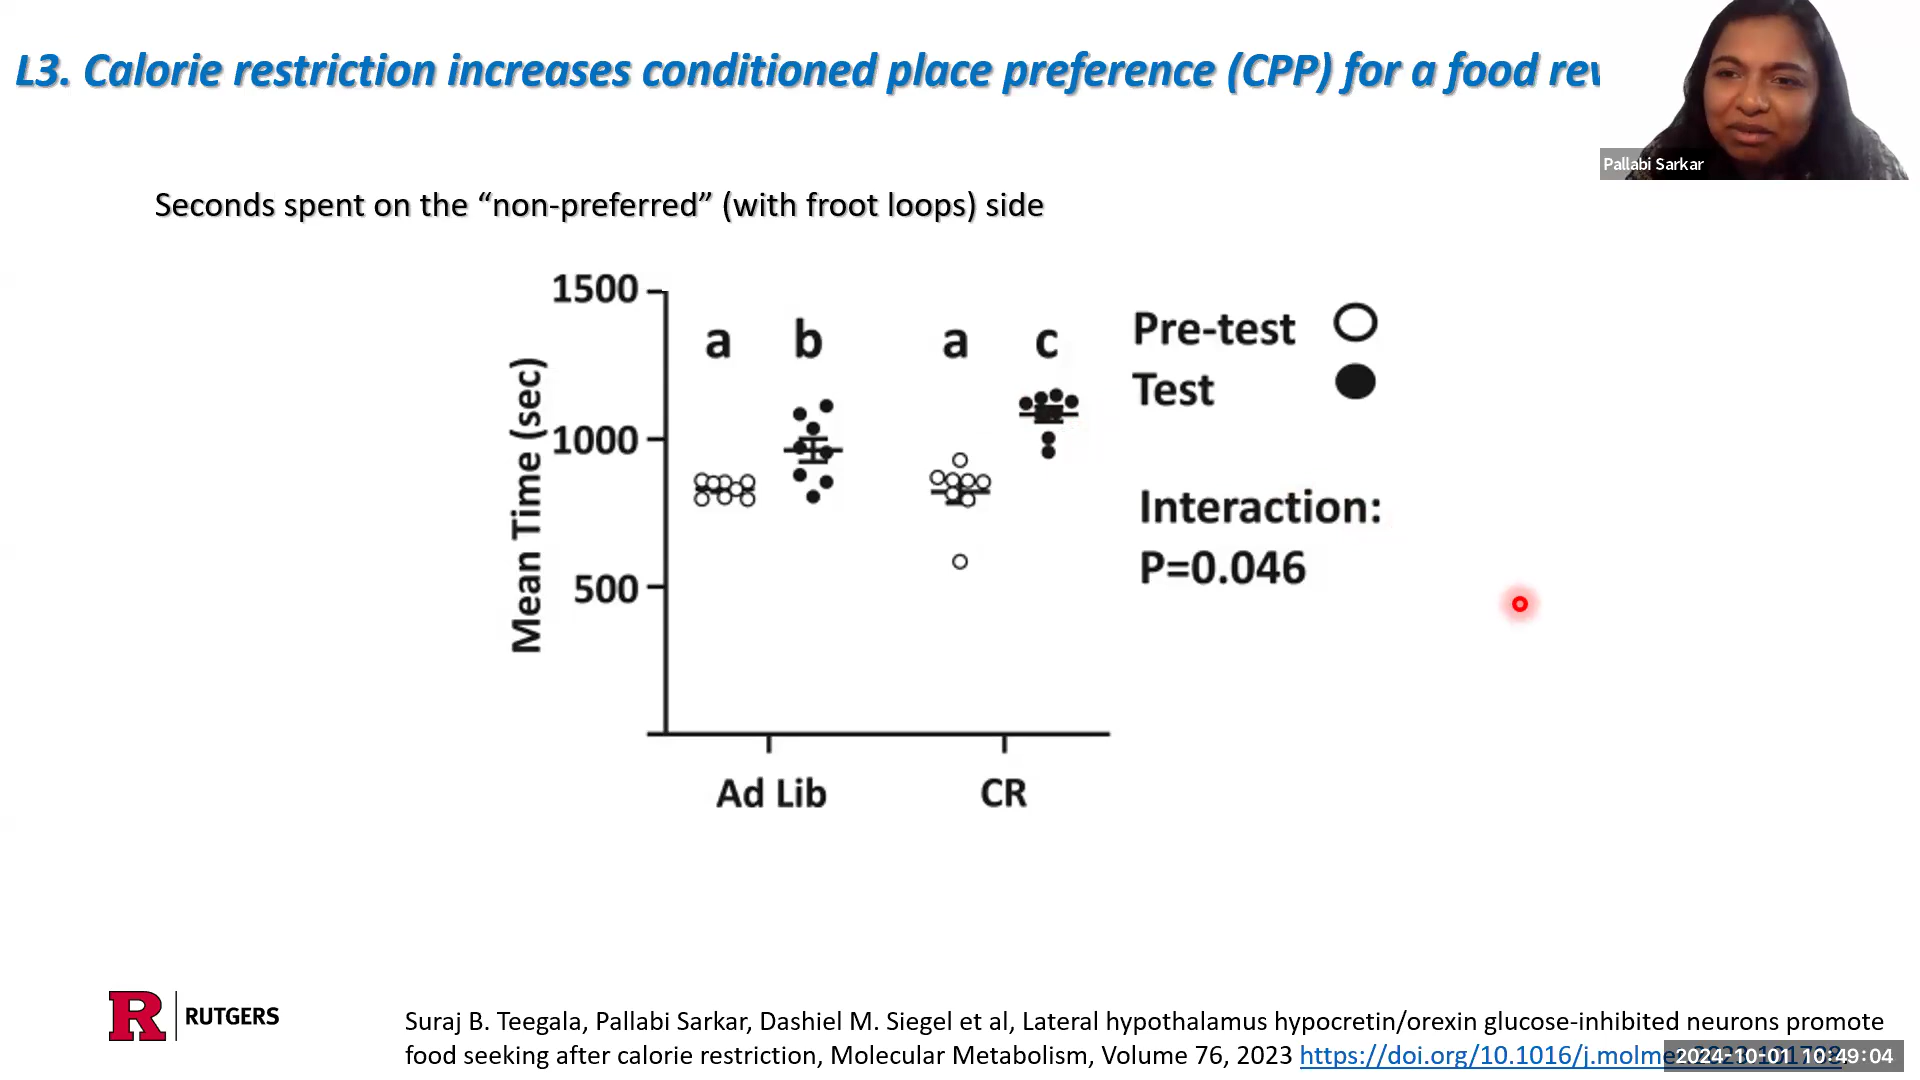 L3. Calorie restriction increases conditioned place preference (CPP) for a food
Pallabi Sarkar
Seconds spent on the “non-preferred” (with froot loops) side
1500
1000
500
Mean Time (sec)
a b a c
Pre-test
Test
Interaction:
P=0.046
Ad Lib CR
R RUTGERS
Suraj B. Teegala, Pallabi Sarkar, Dashiel M. Siegel et al, Lateral hypothalamus hypocretin/orexin glucose-inhibited neurons promote
food seeking after calorie restriction, Molecular Metabolism, Volume 76, 2023 https://doi.org/10.1016/j.molme
2024-10-01 10:49:04